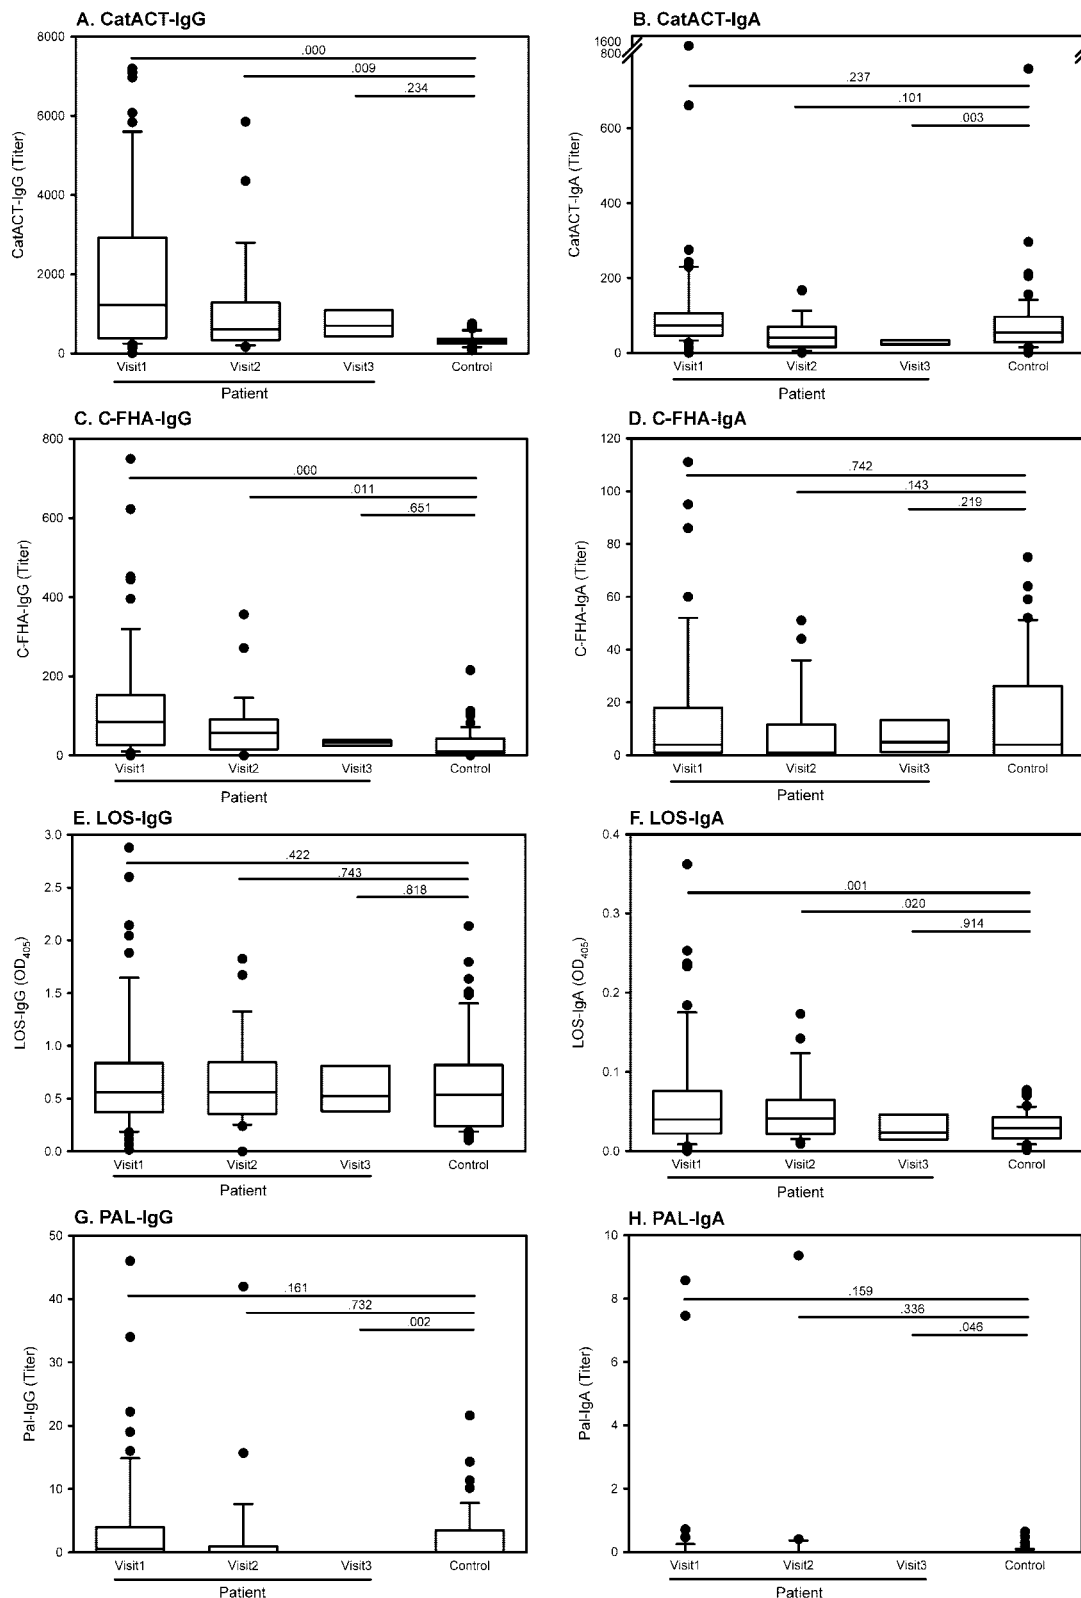 A. CatACT-IgG
8000
6000
4000
2000
0
CatACT-IgG (Titer)
.000
.009
.234
Visit1 Visit2 Visit3 Control
Patient
B. CatACT-IgA
1600
800
600
400
200
0
CatACT-IgA (Titer)
.237
.101
.003
Visit1 Visit2 Visit3 Control
Patient
C. C-FHA-IgG
800
600
400
200
0
C-FHA-IgG (Titer)
.000
.011
.651
Visit1 Visit2 Visit3 Control
Patient
D. C-FHA-IgA
120
100
80
60
40
20
0
C-FHA-IgA (Titer)
.742
.143
.219
Visit1 Visit2 Visit3 Control
Patient
E. LOS-IgG
3.0
2.5
2.0
1.5
1.0
0.5
0.0
LOS-IgG (OD405)
.422
.743
.818
Visit1 Visit2 Visit3 Control
Patient
F. LOS-IgA
0.4
0.3
0.2
0.1
0.0
LOS-IgA (OD405)
.001
.020
.914
Visit1 Visit2 Visit3 Conrol
Patient
G. PAL-IgG
50
40
30
20
10
0
Pal-IgG (Titer)
.161
.732
.002
Visit1 Visit2 Visit3 Control
Patient
H. PAL-IgA
10
8
6
4
2
0
Pal-IgA (Titer)
.159
.336
.046
Visit1 Visit2 Visit3 Control
Patient